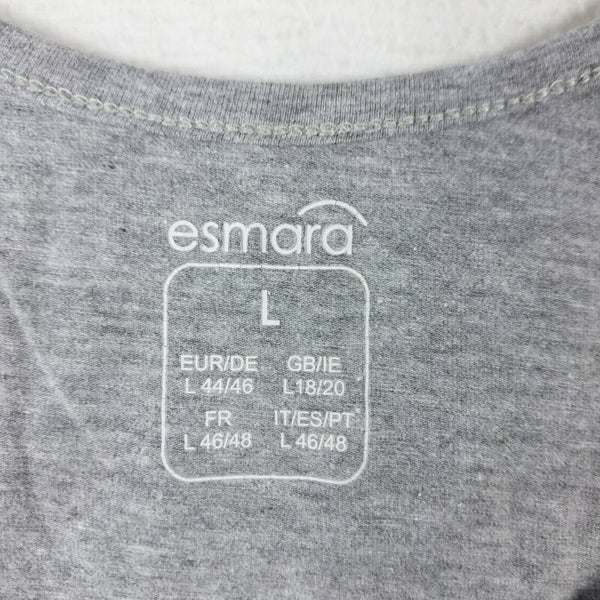 esmara
L
EUR/DE GB/IE
L 44/46 L18/20
FR IT/ES/PT
L 46/48 L 46/48